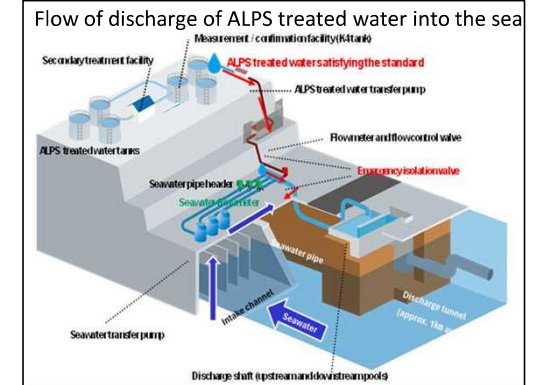 Flow of discharge of ALPS treated water into the sea
Measurement / confirmation facility (K4 tank)
Secondary treatment facility
ALPS treated water satisfying the standard
ALPS treated water transfer pump
Flowmeter and flow control valve
ALPS treated water tanks
Emergency isolation valve
Seawater pipe header
Seawater flowmeter
Seawater pipe
Intake channel
Seawater
Discharge tunnel
(approx. 1km
Seawater transfer pump
Discharge shaft (upstream and downstream pools)